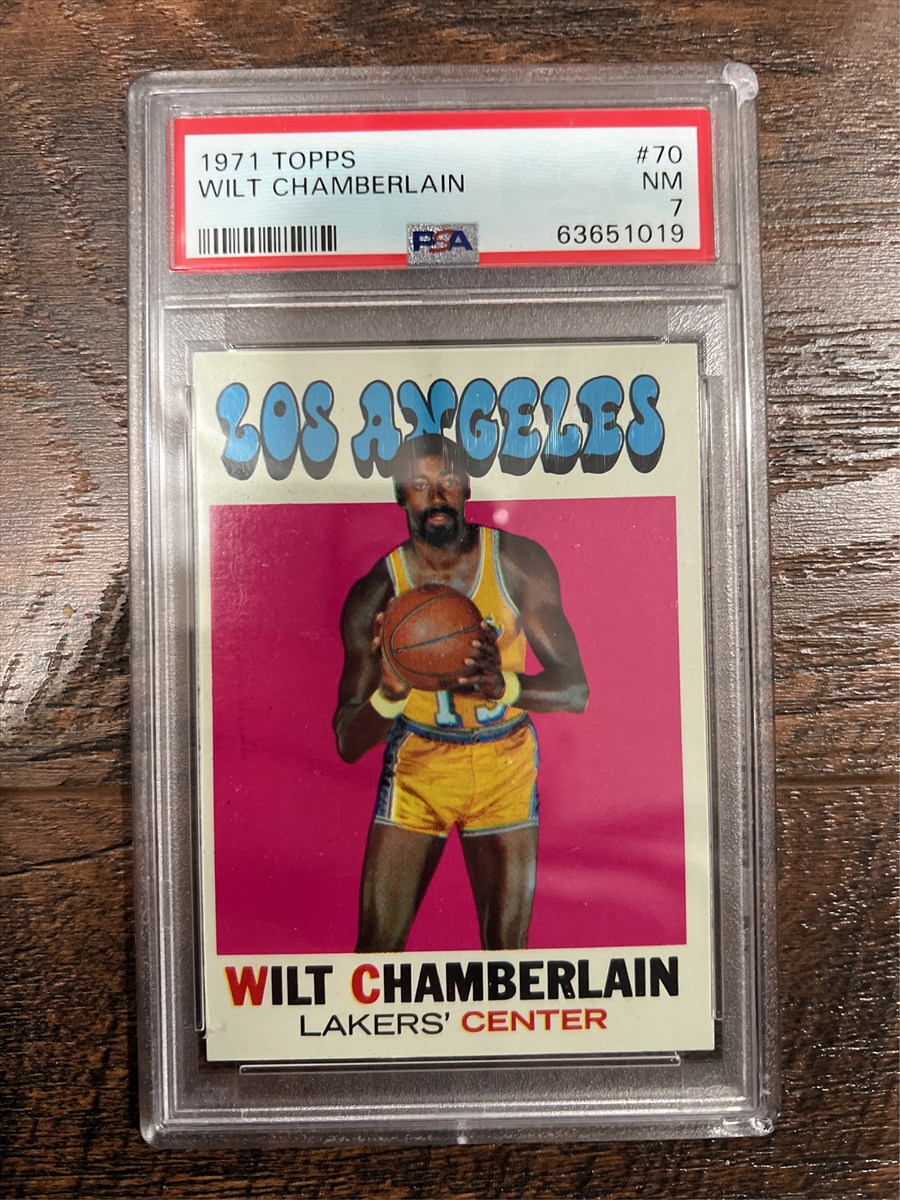 1971 TOPPS #70
WILT CHAMBERLAIN NM
7
PSA 63651019
LOS ANGELES
WILT CHAMBERLAIN
LAKERS' CENTER